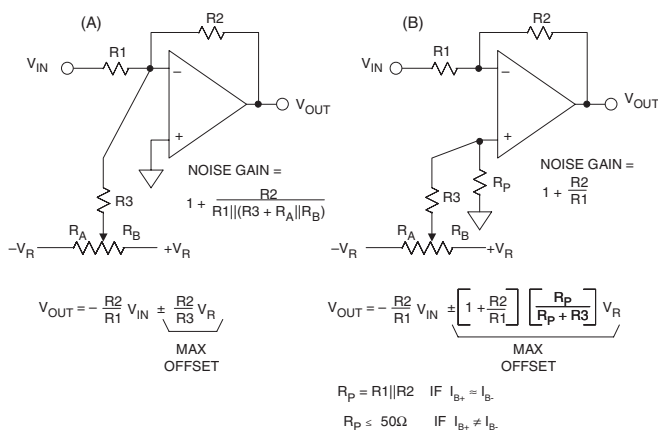 (A)
R2
R1
VIN
−
+
VOUT
NOISE GAIN =
1 + R2 / R1||(R3 + RA||RB)
R3
RA
RB
−VR
+VR
VOUT = − R2/R1 VIN ± R2/R3 VR
MAX
OFFSET
(B)
R2
R1
VIN
−
+
VOUT
NOISE GAIN =
1 + R2/R1
R3
RP
RA
RB
−VR
+VR
VOUT = − R2/R1 VIN ± [1 + R2/R1] [RP / RP + R3] VR
MAX
OFFSET
RP = R1||R2 IF IB+ ≈ IB-
RP ≤ 50Ω IF IB+ ≠ IB-